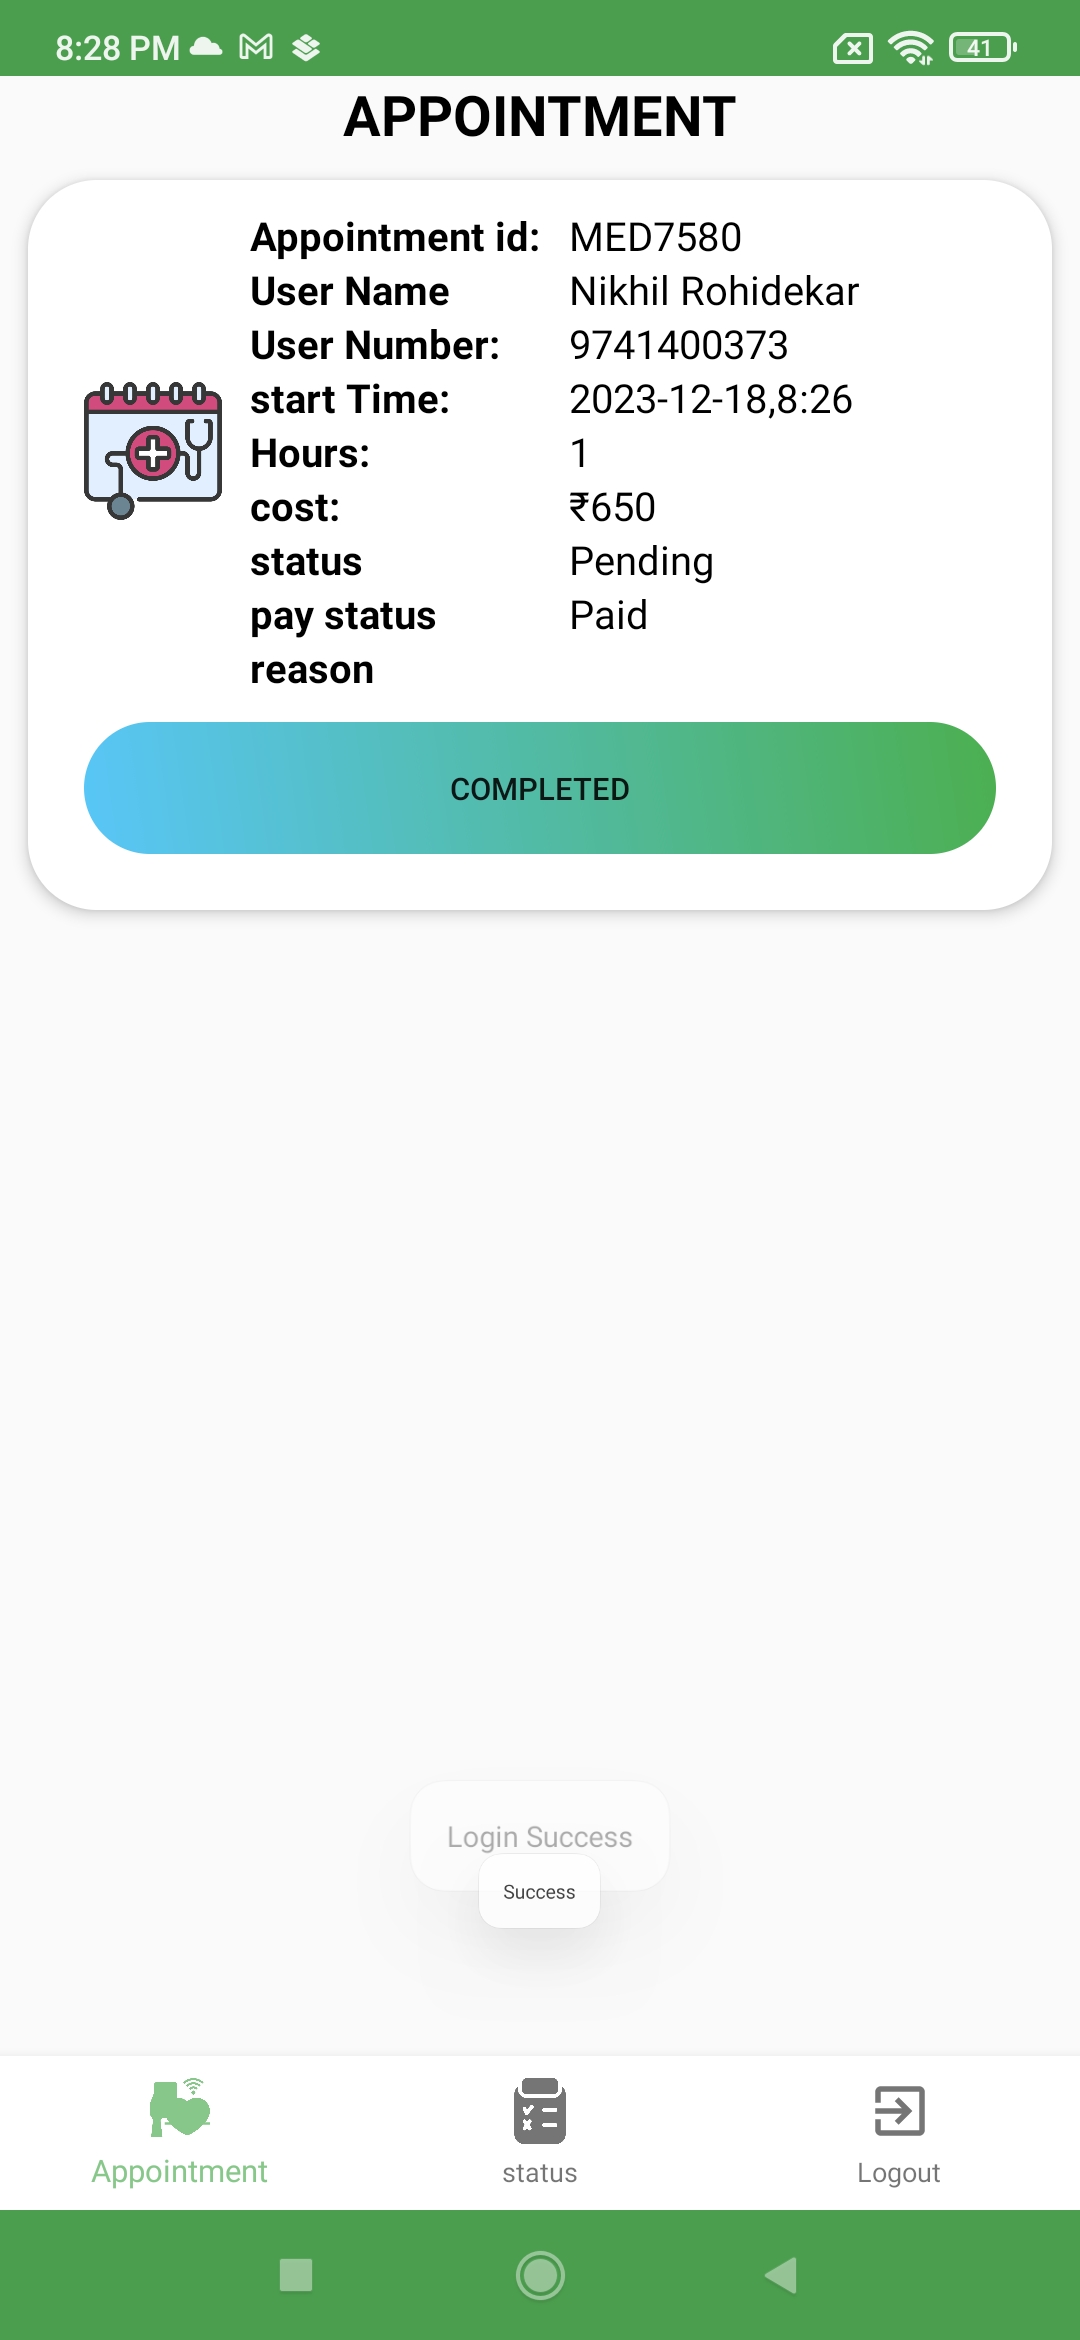 8:28 PM
41
APPOINTMENT
Appointment id: MED7580
User Name Nikhil Rohidekar
User Number: 9741400373
start Time: 2023-12-18,8:26
Hours: 1
cost: ₹650
status Pending
pay status Paid
reason
COMPLETED
Login Success
Success
Appointment status Logout